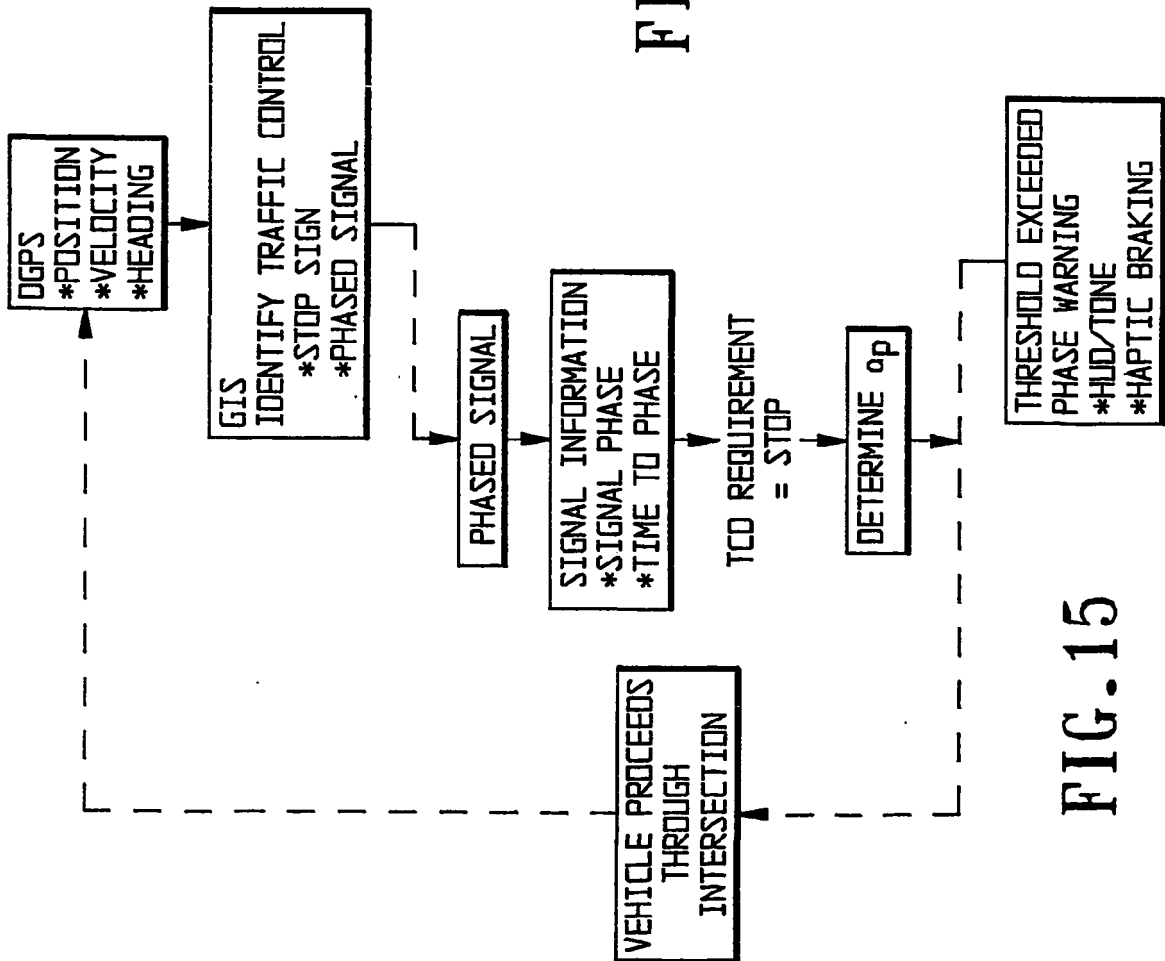 DGPS
*POSITION
*VELOCITY
*HEADING
GIS
IDENTIFY TRAFFIC CONTROL
*STOP SIGN
*PHASED SIGNAL
PHASED SIGNAL
SIGNAL INFORMATION
*SIGNAL PHASE
*TIME TO PHASE
TCD REQUIREMENT
= STOP
DETERMINE ap
THRESHOLD EXCEEDED
PHASE WARNING
*HUD/TONE
*HAPTIC BRAKING
VEHICLE PROCEEDS
THROUGH
INTERSECTION
FIG.15
F